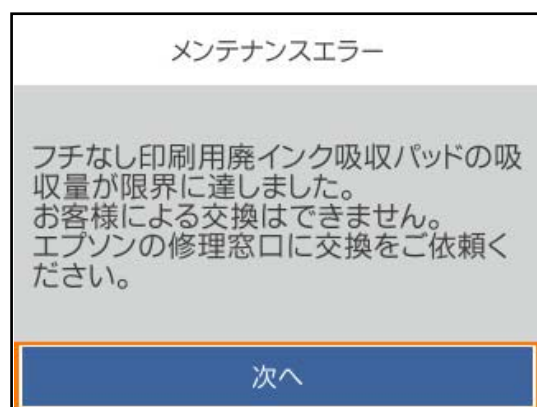 メンテナンスエラー
フチなし印刷用廃インク吸収パッドの吸
収量が限界に達しました。
お客様による交換はできません。
エプソンの修理窓口に交換をご依頼く
ださい。
次へ